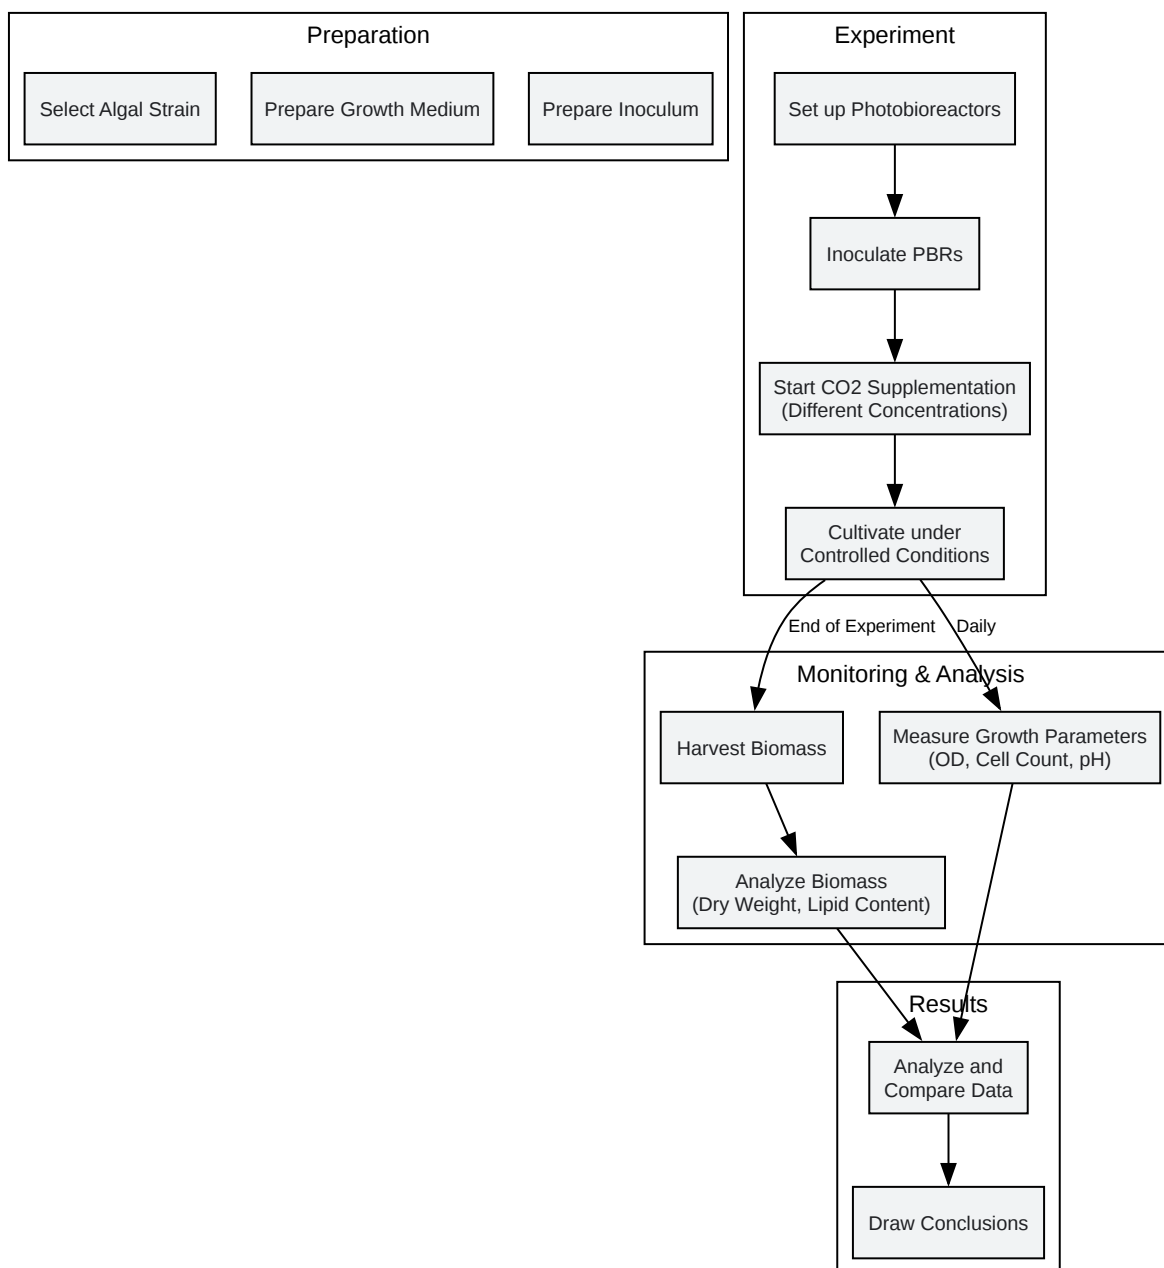 Preparation
Select Algal Strain
Prepare Growth Medium
Prepare Inoculum
Experiment
Set up Photobioreactors
Inoculate PBRs
Start CO2 Supplementation
(Different Concentrations)
Cultivate under
Controlled Conditions
End of Experiment
Daily
Monitoring & Analysis
Harvest Biomass
Measure Growth Parameters
(OD, Cell Count, pH)
Analyze Biomass
(Dry Weight, Lipid Content)
Results
Analyze and
Compare Data
Draw Conclusions